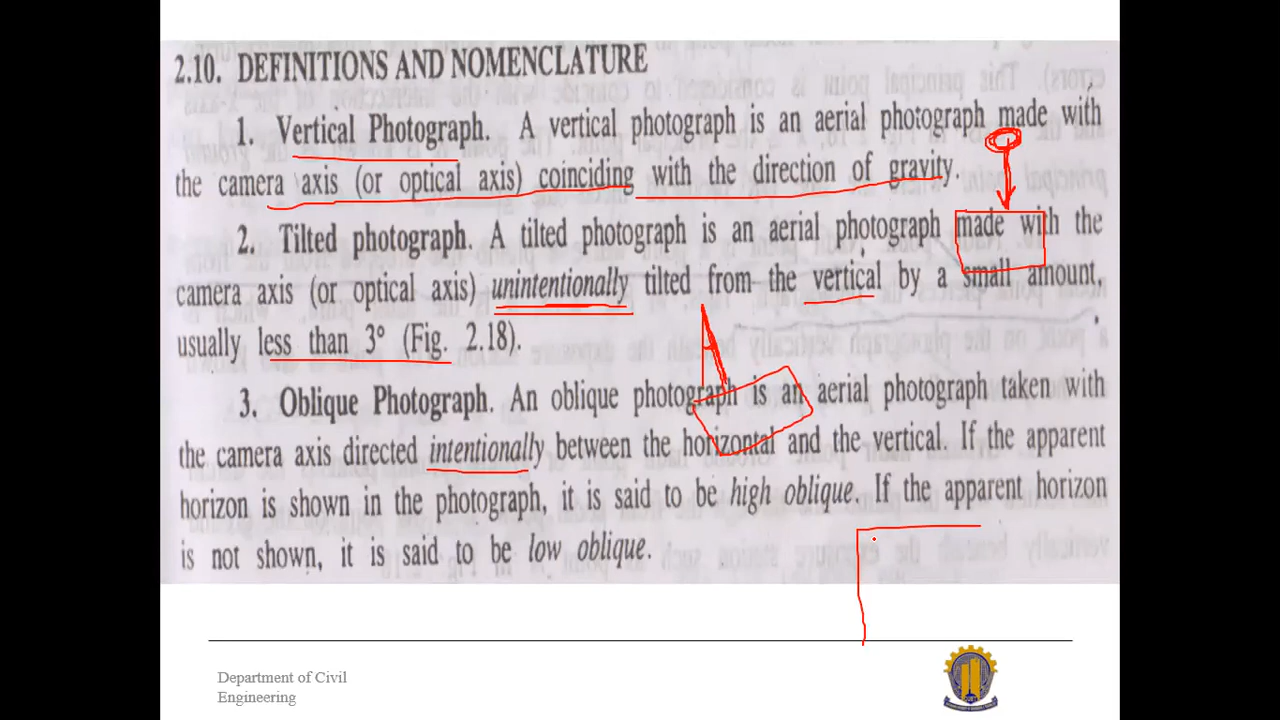 2.10. DEFINITIONS AND NOMENCLATURE
1. Vertical Photograph. A vertical photograph is an aerial photograph made with
the camera axis (or optical axis) coinciding with the direction of gravity.
2. Tilted photograph. A tilted photograph is an aerial photograph made with the
camera axis (or optical axis) unintentionally tilted from the vertical by a small amount,
usually less than 3° (Fig. 2.18).
3. Oblique Photograph. An oblique photograph is an aerial photograph taken with
the camera axis directed intentionally between the horizontal and the vertical. If the apparent
horizon is shown in the photograph, it is said to be high oblique. If the apparent horizon
is not shown, it is said to be low oblique.
Department of Civil
Engineering